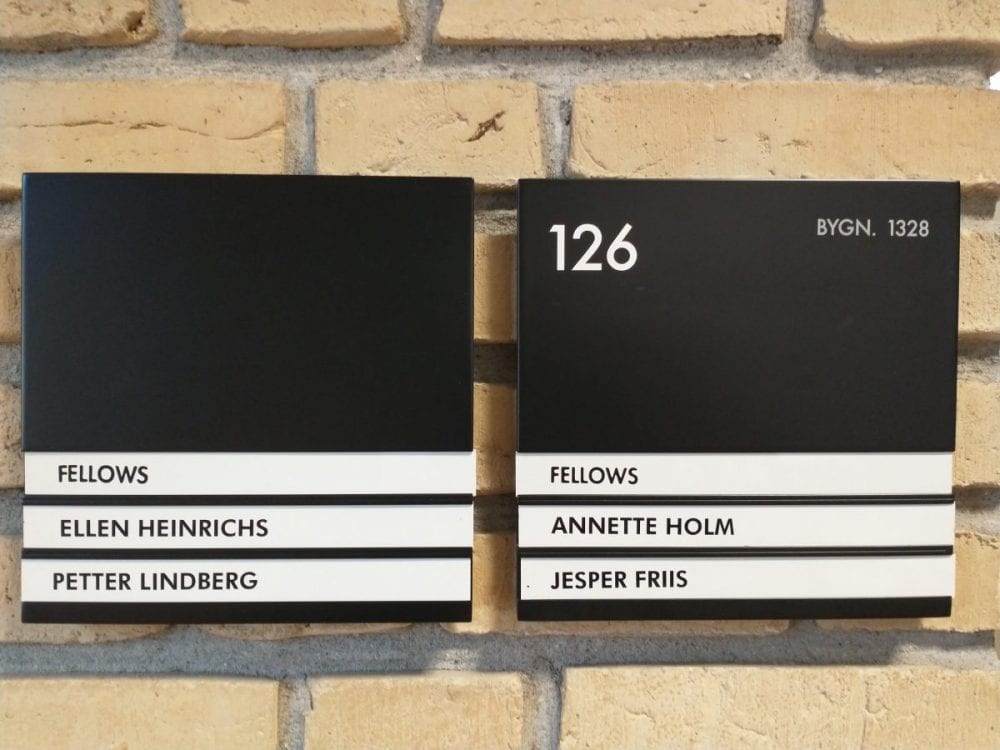 FELLOWS
ELLEN HEINRICHS
PETTER LINDBERG
126
BYGN. 1328
FELLOWS
ANNETTE HOLM
JESPER FRIIS